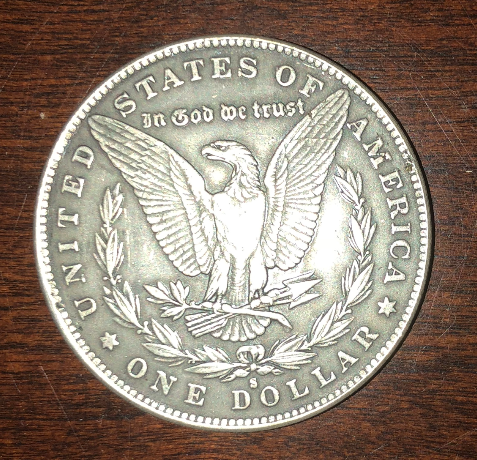 UNITED STATES OF AMERICA
In God we trust
S
ONE DOLLAR